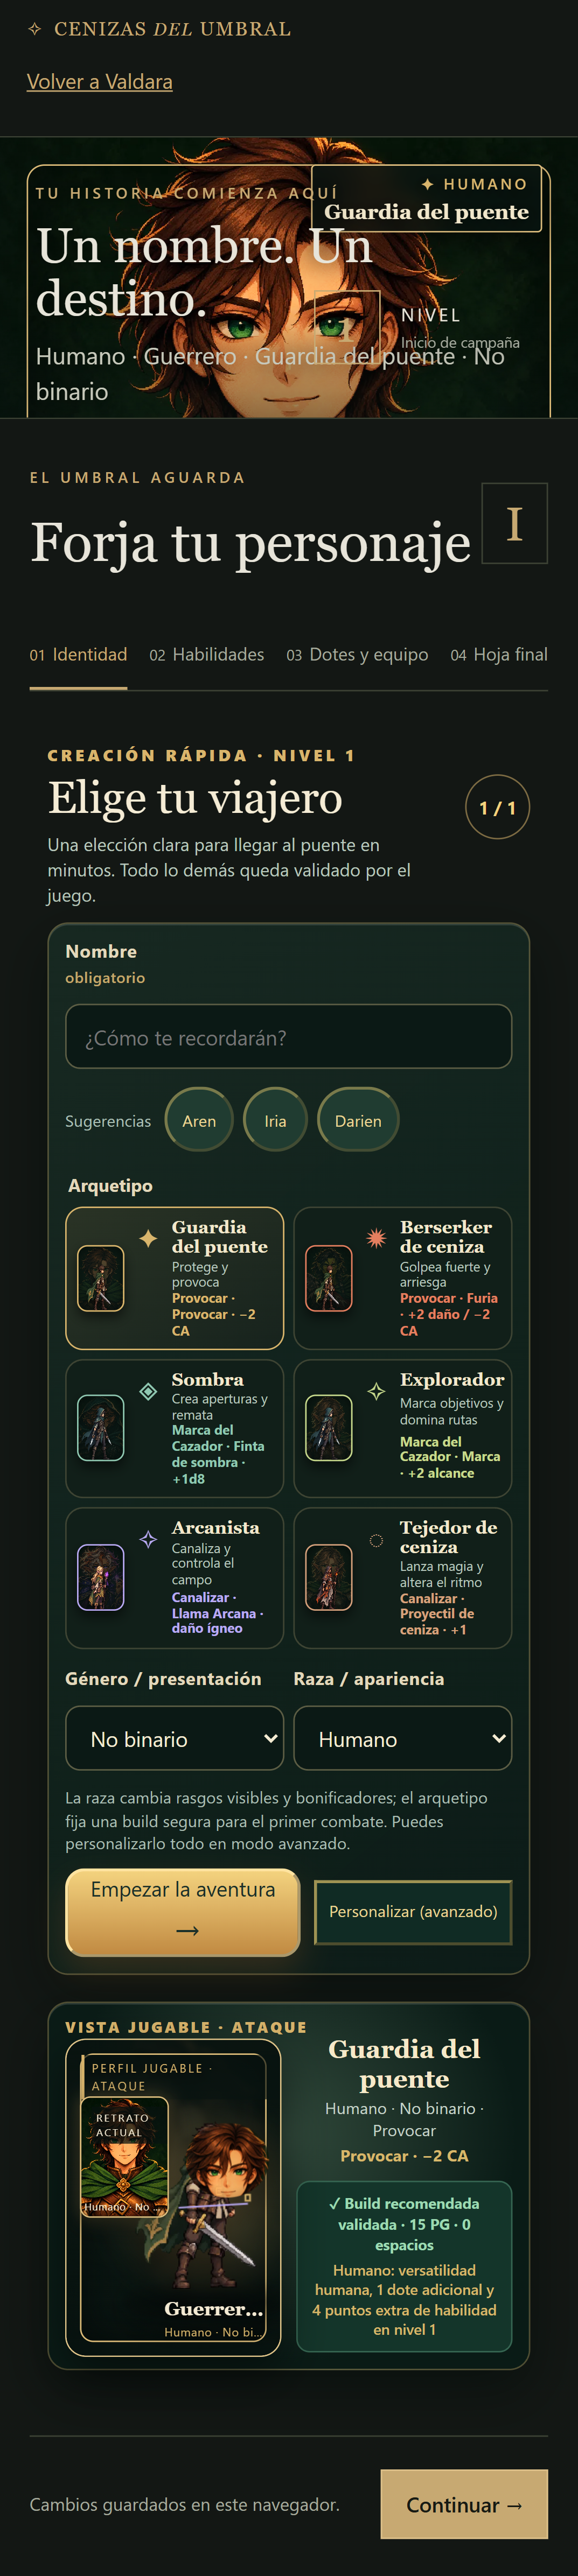 ✧ CENIZAS DEL UMBRAL
Volver a Valdara
TU HISTORIA COMIENZA AQUÍ
✦ HUMANO
Guardia del puente
Un nombre. Un
destino.
1
NIVEL
Inicio de campaña
Humano · Guerrero · Guardia del puente · No
binario
EL UMBRAL AGUARDA
Forja tu personaje
I
01 Identidad
02 Habilidades
03 Dotes y equipo
04 Hoja final
CREACIÓN RÁPIDA · NIVEL 1
Elige tu viajero
1 / 1
Una elección clara para llegar al puente en
minutos. Todo lo demás queda validado por el
juego.
Nombre
obligatorio
¿Cómo te recordarán?
Sugerencias
Aren
Iria
Darien
Arquetipo
Guardia
del puente
Protege y
provoca
Provocar ·
Provocar · −2
CA
Berserker
de ceniza
Golpea fuerte y
arriesga
Provocar · Furia
· +2 daño / −2
CA
Sombra
Crea aperturas y
remata
Marca del
Cazador · Finta
de sombra ·
+1d8
Explorador
Marca objetivos y
domina rutas
Marca del
Cazador · Marca
· +2 alcance
Arcanista
Canaliza y
controla el
campo
Canalizar ·
Llama Arcana ·
daño ígneo
Tejedor de
ceniza
Lanza magia y
altera el ritmo
Canalizar ·
Proyectil de
ceniza · +1
Género / presentación
Raza / apariencia
No binario
Humano
La raza cambia rasgos visibles y bonificadores; el arquetipo
fija una build segura para el primer combate. Puedes
personalizarlo todo en modo avanzado.
Empezar la aventura
→
Personalizar (avanzado)
VISTA JUGABLE · ATAQUE
PERFIL JUGABLE ·
ATAQUE
RETRATO
ACTUAL
Humano · No ...
Guerrer...
Humano · No bi...
Guardia del
puente
Humano · No binario ·
Provocar
Provocar · −2 CA
✓ Build recomendada
validada · 15 PG · 0
espacios
Humano: versatilidad
humana, 1 dote adicional y
4 puntos extra de habilidad
en nivel 1
Cambios guardados en este navegador.
Continuar →